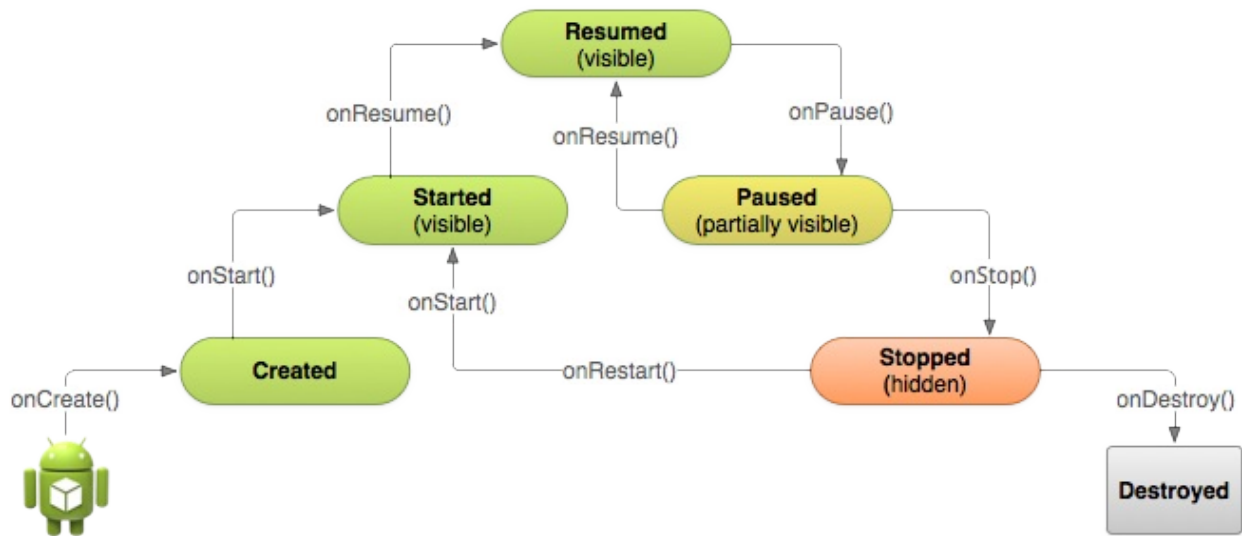 Resumed
(visible)
onResume()
onResume()
onPause()
Started
(visible)
Paused
(partially visible)
onStart()
onStart()
onStop()
Created
onRestart()
Stopped
(hidden)
onCreate()
onDestroy()
Destroyed